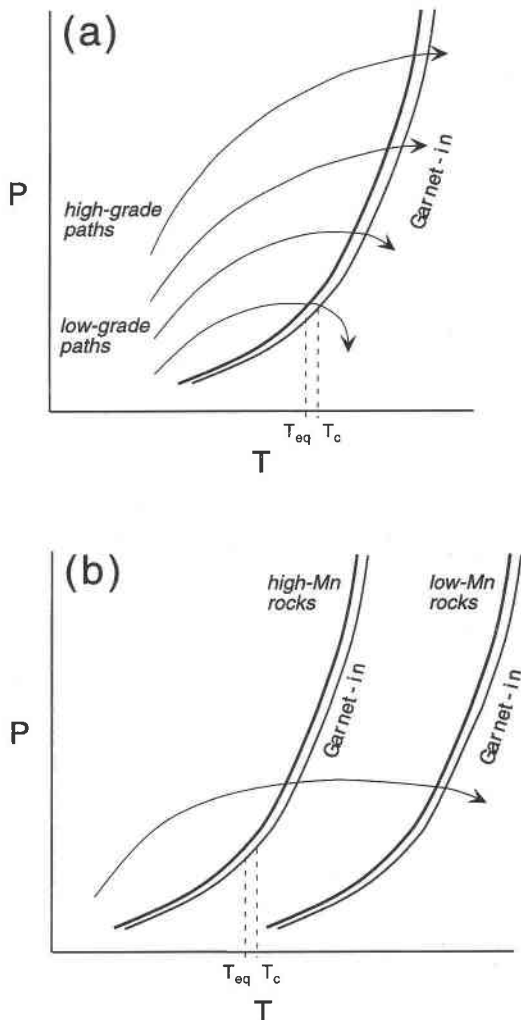 (a)
P
high-grade
paths
low-grade
paths
Garnet-in
Teq Tc
T
(b)
high-Mn
rocks
low-Mn
rocks
Garnet-in
Garnet-in
P
Teq Tc
T